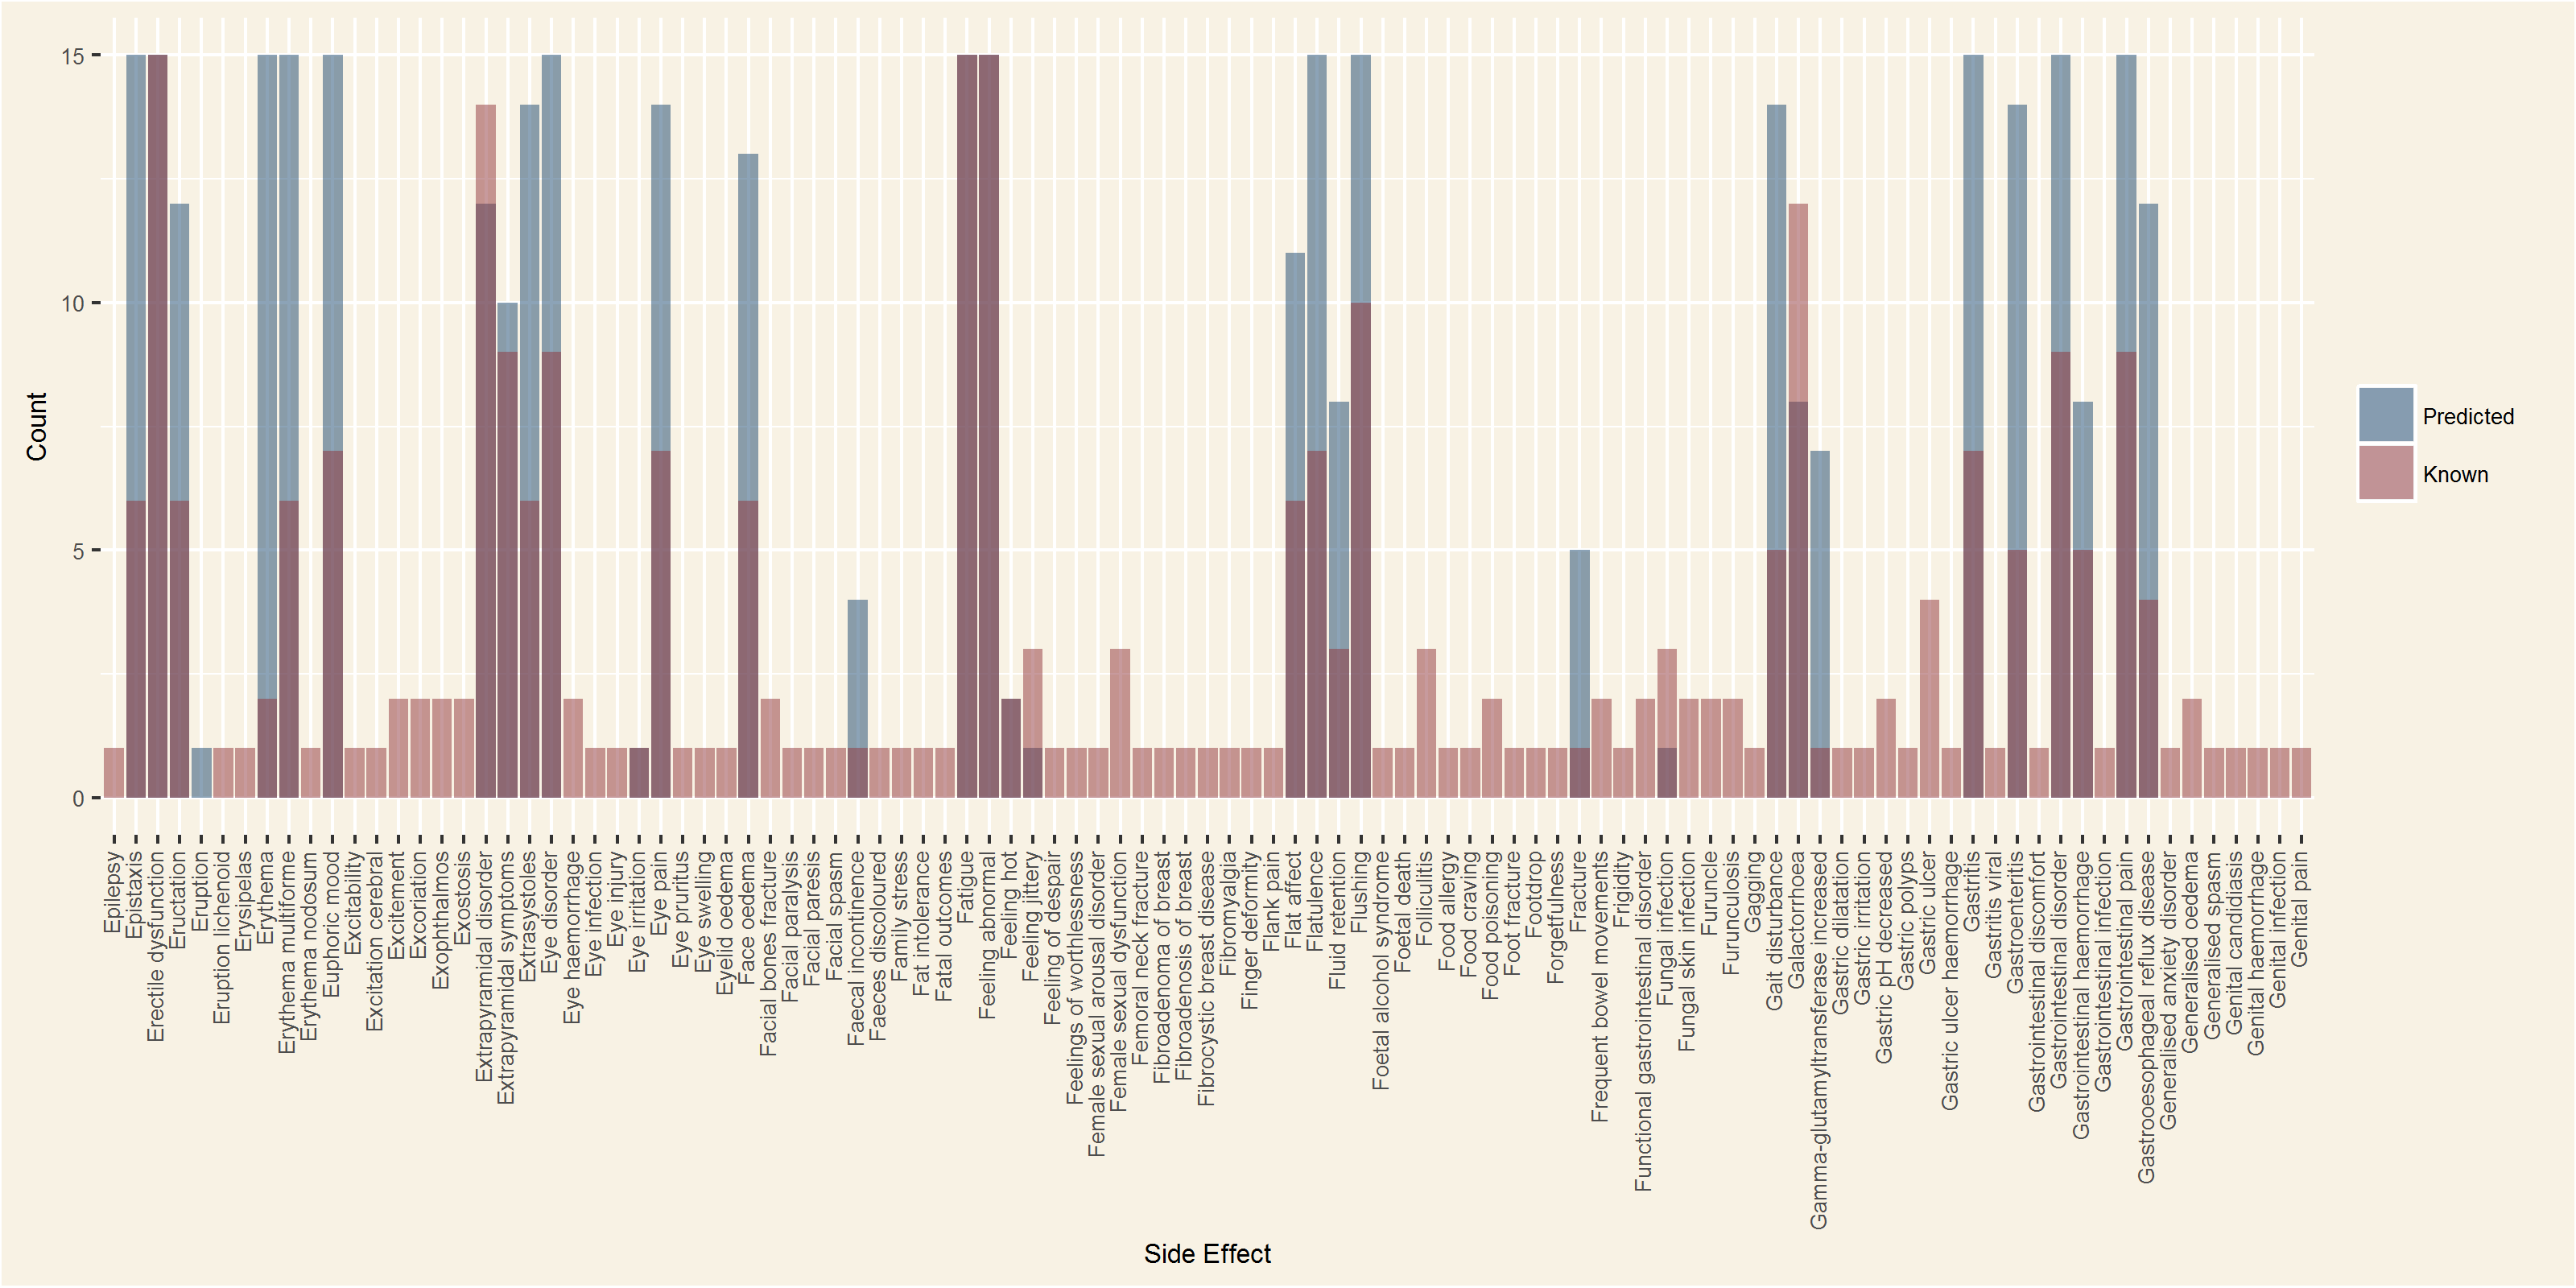 15
10
5
0
Count
Predicted
Known
Epilepsy
Epistaxis
Erectile dysfunction
Eructation
Eruption
Eruption lichenoid
Erysipelas
Erythema
Erythema multiforme
Erythema nodosum
Euphoric mood
Excitability
Excitation cerebral
Excitement
Excoriation
Exophthalmos
Exostosis
Extrapyramidal disorder
Extrapyramidal symptoms
Extrasystoles
Eye disorder
Eye haemorrhage
Eye infection
Eye injury
Eye irritation
Eye pain
Eye pruritus
Eye swelling
Eyelid oedema
Face oedema
Facial bones fracture
Facial paralysis
Facial paresis
Facial spasm
Faecal incontinence
Faeces discoloured
Family stress
Fat intolerance
Fatal outcomes
Fatigue
Feeling abnormal
Feeling hot
Feeling jittery
Feeling of despair
Feelings of worthlessness
Female sexual arousal disorder
Female sexual dysfunction
Femoral neck fracture
Fibroadenoma of breast
Fibroadenosis of breast
Fibrocystic breast disease
Fibromyalgia
Finger deformity
Flank pain
Flat affect
Flatulence
Fluid retention
Flushing
Foetal alcohol syndrome
Foetal death
Folliculitis
Food allergy
Food craving
Food poisoning
Foot fracture
Footdrop
Forgetfulness
Fracture
Frequent bowel movements
Frigidity
Functional gastrointestinal disorder
Fungal infection
Fungal skin infection
Furuncle
Furunculosis
Gagging
Gait disturbance
Galactorrhoea
Gamma-glutamyltransferase increased
Gastric dilatation
Gastric irritation
Gastric pH decreased
Gastric polyps
Gastric ulcer
Gastric ulcer haemorrhage
Gastritis
Gastritis viral
Gastroenteritis
Gastrointestinal discomfort
Gastrointestinal disorder
Gastrointestinal haemorrhage
Gastrointestinal infection
Gastrointestinal pain
Gastrooesophageal reflux disease
Generalised anxiety disorder
Generalised oedema
Generalised spasm
Genital candidiasis
Genital haemorrhage
Genital infection
Genital pain
Side Effect